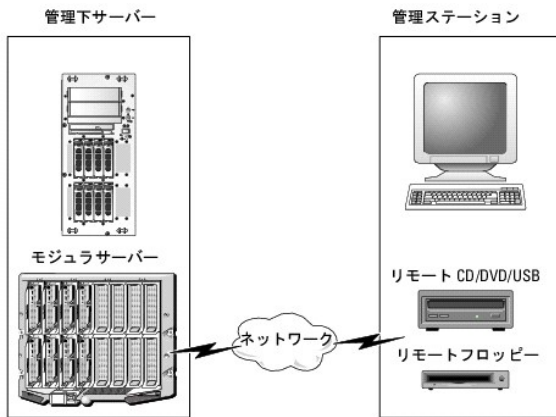 管理下サーバー
管理ステーション
モジュラサーバー
リモート CD/DVD/USB
ネットワーク
リモートフロッピー